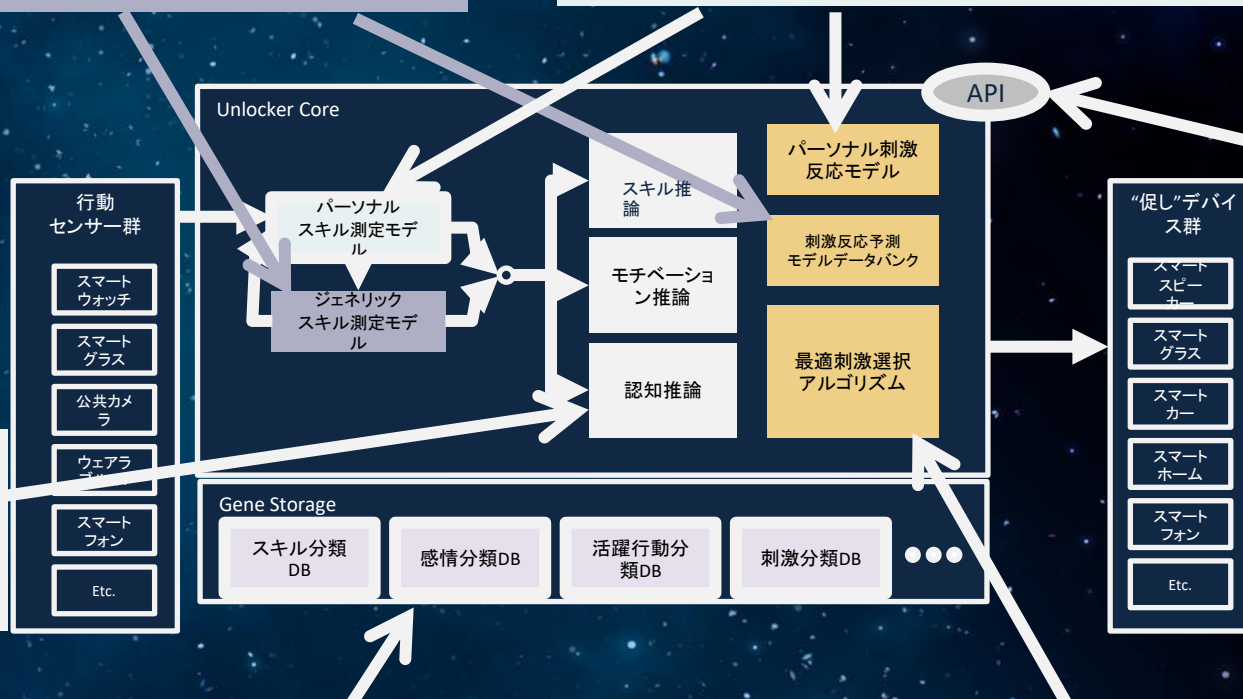 API
Unlocker Core
行動
センサー群
スマート
ウォッチ
スマート
グラス
公共カメ
ラ
ウェアラ
スマート
フォン
Etc.
パーソナル
スキル測定モデ
ル
ジェネリック
スキル測定モデ
ル
スキル推
論
モチベーショ
ン推論
認知推論
パーソナル刺激
反応モデル
刺激反応予測
モデルデータバンク
最適刺激選択
アルゴリズム
Gene Storage
スキル分類
DB
感情分類DB
活躍行動分
類DB
刺激分類DB
“促し”デバイ
ス群
スマート
スピー
カー
スマート
グラス
スマート
カー
スマート
ホーム
スマート
フォン
Etc.